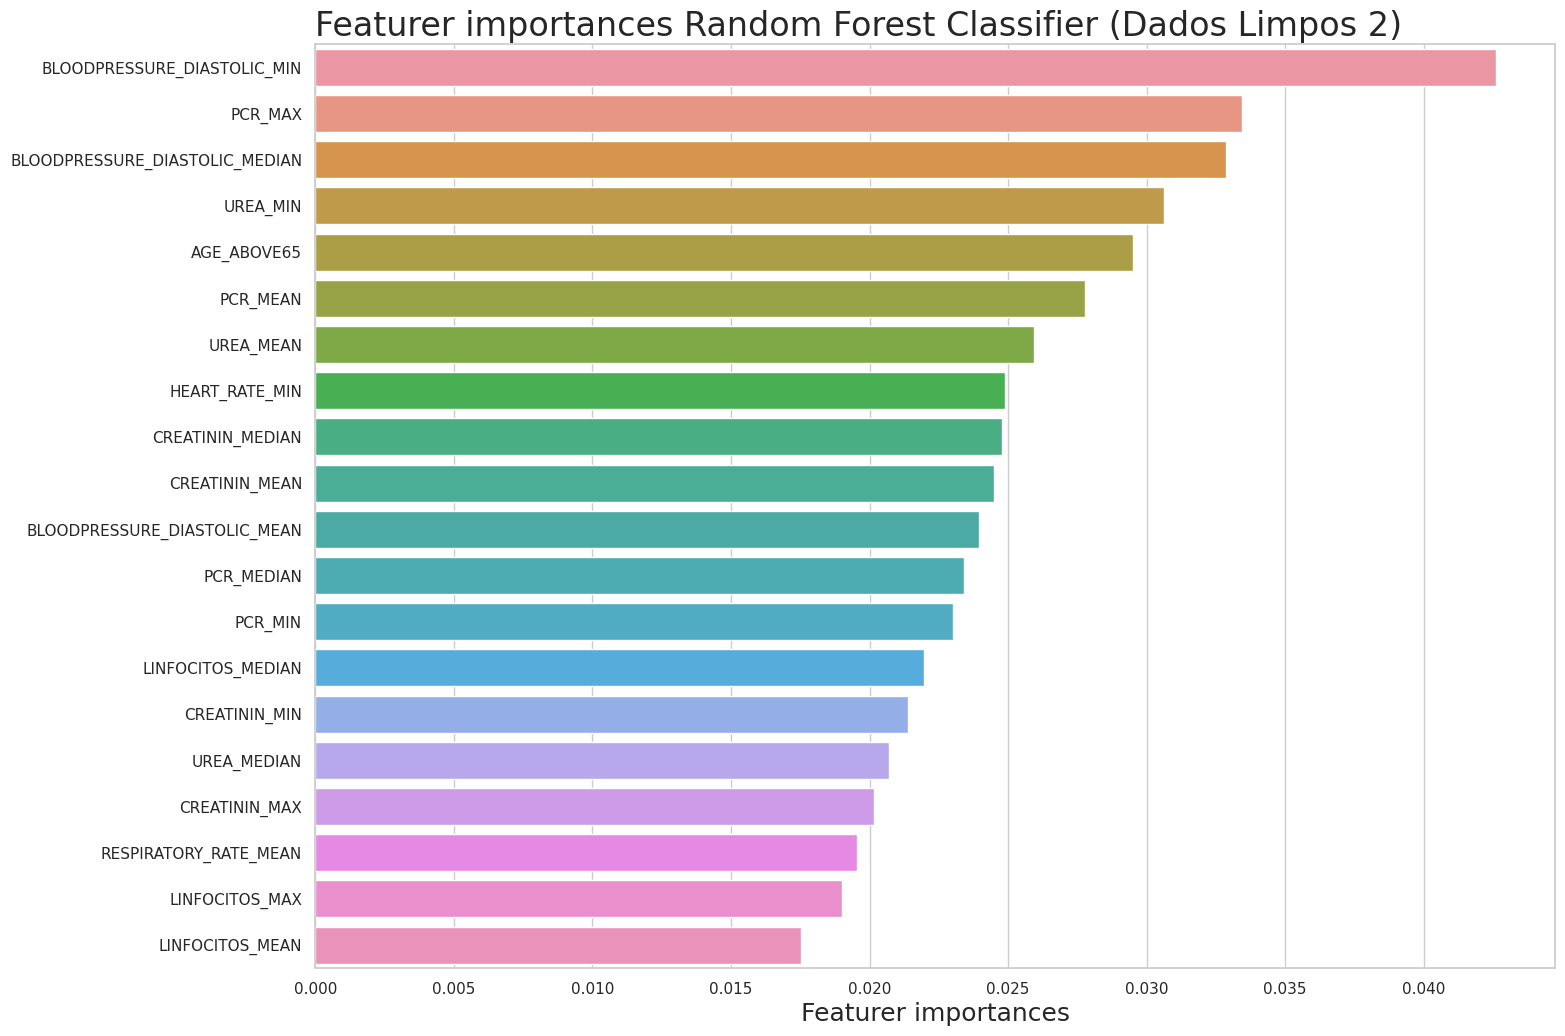 Featurer importances Random Forest Classifier (Dados Limpos 2)
BLOODPRESSURE_DIASTOLIC_MIN
PCR_MAX
BLOODPRESSURE_DIASTOLIC_MEDIAN
UREA_MIN
AGE_ABOVE65
PCR_MEAN
UREA_MEAN
HEART_RATE_MIN
CREATININ_MEDIAN
CREATININ_MEAN
BLOODPRESSURE_DIASTOLIC_MEAN
PCR_MEDIAN
PCR_MIN
LINFOCITOS_MEDIAN
CREATININ_MIN
UREA_MEDIAN
CREATININ_MAX
RESPIRATORY_RATE_MEAN
LINFOCITOS_MAX
LINFOCITOS_MEAN
0.000 0.005 0.010 0.015 0.020 0.025 0.030 0.035 0.040
Featurer importances